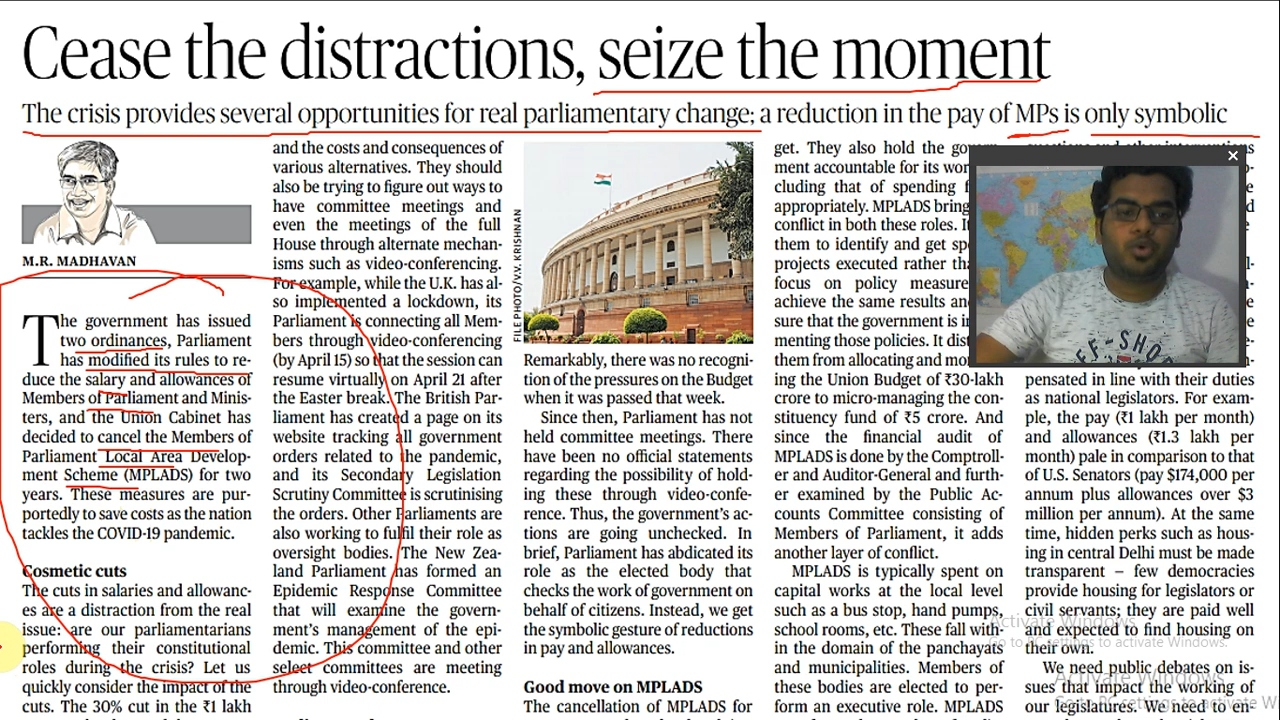 Cease the distractions, seize the moment
The crisis provides several opportunities for real parliamentary change; a reduction in the pay of MPs is only symbolic
M.R. MADHAVAN
The government has issued
two ordinances, Parliament
has modified its rules to re-
duce the salary and allowances of
Members of Parliament and Minis-
ters, and the Union Cabinet has
decided to cancel the Members of
Parliament Local Area Develop-
ment Scheme (MPLADS) for two
years. These measures are pur-
portedly to save costs as the nation
tackles the COVID-19 pandemic.
Cosmetic cuts
The cuts in salaries and allowanc-
es are a distraction from the real
issue: are our parliamentarians
performing their constitutional
roles during the crisis? Let us
quickly consider the impact of the
cuts. The 30% cut in the ₹1 lakh
and the costs and consequences of
various alternatives. They should
also be trying to figure out ways to
have committee meetings and
even the meetings of the full
House through alternate mechan-
isms such as video-conferencing.
For example, while the U.K. has al-
so implemented a lockdown, its
Parliament is connecting all Mem-
bers through video-conferencing
(by April 15) so that the session can
resume virtually on April 21 after
the Easter break. The British Par-
liament has created a page on its
website tracking all government
orders related to the pandemic,
and its Secondary Legislation
Scrutiny Committee is scrutinising
the orders. Other Parliaments are
also working to fulfil their role as
oversight bodies. The New Zea-
land Parliament has formed an
Epidemic Response Committee
that will examine the govern-
ment's management of the epi-
demic. This committee and other
select committees are meeting
through video-conference.
FILE PHOTO/V.V. KRISHNAN
Remarkably, there was no recogni-
tion of the pressures on the Budget
when it was passed that week.
Since then, Parliament has not
held committee meetings. There
have been no official statements
regarding the possibility of hold-
ing these through video-confe-
rence. Thus, the government's ac-
tions are going unchecked. In
brief, Parliament has abdicated its
role as the elected body that
checks the work of government on
behalf of citizens. Instead, we get
the symbolic gesture of reductions
in pay and allowances.
Good move on MPLADS
The cancellation of MPLADS for
get. They also hold the
ment accountable for its
cluding that of spending
appropriately. MPLADS
conflict in both these roles.
them to identify and get
projects executed rather
focus on policy
achieve the same results
sure that the government is
menting those policies. It
them from allocating and
ing the Union Budget of ₹30-lakh
crore to micro-managing the con-
stituency fund of ₹5 crore. And
since the financial audit of
MPLADS is done by the Comptroll-
er and Auditor-General and furth-
er examined by the Public Ac-
counts Committee consisting of
Members of Parliament, it adds
another layer of conflict.
MPLADS is typically spent on
capital works at the local level
such as a bus stop, hand pumps,
school rooms, etc. These fall with-
in the domain of the panchayats
and municipalities. Members of
these bodies are elected to per-
form an executive role. MPLADS
pensated in line with their duties
as national legislators. For exam-
ple, the pay (₹1 lakh per month)
and allowances (₹1.3 lakh per
month) pale in comparison to that
of U.S. Senators (pay $174,000 per
annum plus allowances over $3
million per annum). At the same
time, hidden perks such as hous-
ing in central Delhi must be made
transparent – few democracies
provide housing for legislators or
civil servants; they are paid well
and expected to find housing on
their own.
We need public debates on is-
sues that impact the working of
our legislatures. We need to en-
Activate Windows
Go to PC settings to activate Windows.
Activate Windows
Go to PC settings to activate W